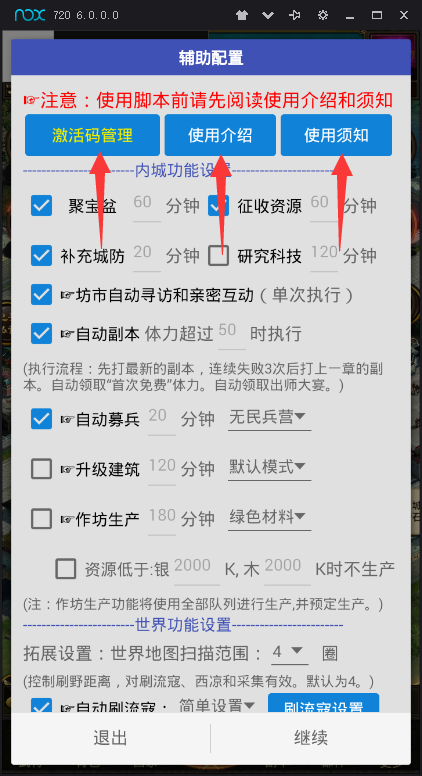 nox 720 6.0.0.0
辅助配置
☞注意：使用脚本前请先阅读使用介绍和须知
激活码管理 使用介绍 使用须知
------------------------内城功能设置------------------------
聚宝盆 60 分钟 征收资源 60 分钟
补充城防 20 分钟 研究科技 120 分钟
☞坊市自动寻访和亲密互动（单次执行）
☞自动副本 体力超过 50 时执行
(执行流程：先打最新的副本，连续失败3次后打上一章的副
本。自动领取“首次免费”体力。自动领取出师大宴。)
☞自动募兵 20 分钟 无民兵营
☞升级建筑 120 分钟 默认模式
☞作坊生产 180 分钟 绿色材料
资源低于:银 2000 K, 木 2000 K时不生产
(注：作坊生产功能将使用全部队列进行生产,并预定生产。)
------------------------世界功能设置------------------------
拓展设置：世界地图扫描范围： 4 圈
(控制刷野距离，对刷流寇、西凉和采集有效。默认为4。)
☞自动刷流寇： 简单设置 刷流寇设置
退出 继续